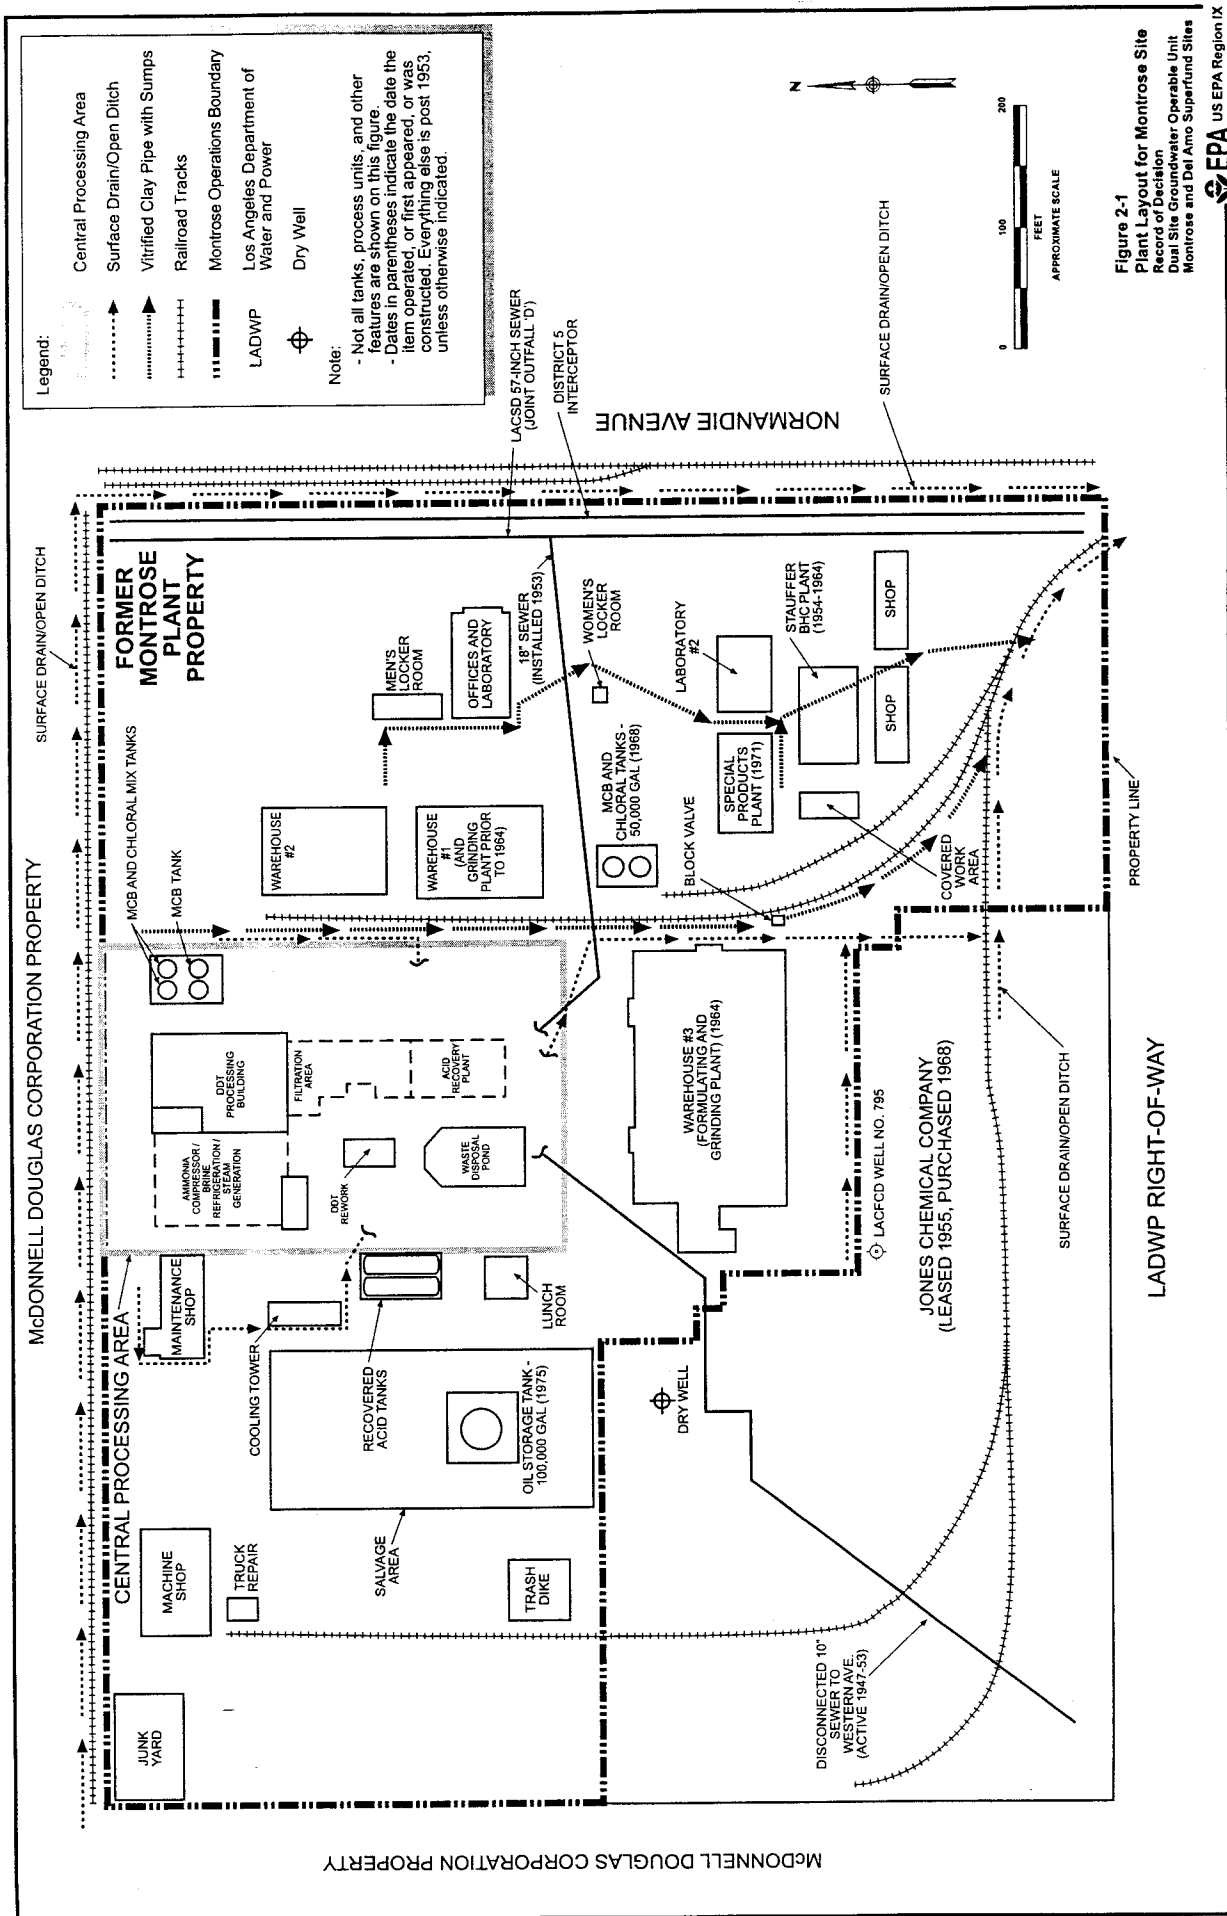 McDONNELL DOUGLAS CORPORATION PROPERTY
SURFACE DRAIN/OPEN DITCH
Legend:
Central Processing Area
Surface Drain/Open Ditch
Vitrified Clay Pipe with Sumps
Railroad Tracks
Montrose Operations Boundary
LADWP
Los Angeles Department of
Water and Power
Dry Well
Note:
- Not all tanks, process units, and other
features are shown on this figure.
- Dates in parentheses indicate the date the
item operated, or first appeared, or was
constructed. Everything else is post 1953,
unless otherwise indicated.
JUNK
YARD
MACHINE
SHOP
TRUCK
REPAIR
CENTRAL PROCESSING AREA
MAINTENANCE
SHOP
COOLING TOWER
RECOVERED
ACID TANKS
SALVAGE
AREA
TRASH
DIKE
OIL STORAGE TANK -
100,000 GAL (1975)
LUNCH
ROOM
AMMONIA
COMPRESSOR/
BRINE
REFRIGERATION/
STEAM
GENERATION
DDT
PROCESSING
BUILDING
FILTRATION
AREA
ACID
RECOVERY
PLANT
DDT
REWORK
WASTE
DISPOSAL
POND
MCB AND CHLORAL MIX TANKS
MCB TANK
FORMER
MONTROSE
PLANT
PROPERTY
WAREHOUSE
#2
WAREHOUSE
#1
(AND
GRINDING
PLANT PRIOR
TO 1964)
MEN'S
LOCKER
ROOM
OFFICES AND
LABORATORY
18" SEWER
(INSTALLED 1953)
LACSD 57-INCH SEWER
(JOINT OUTFALL 'D')
DISTRICT 5
INTERCEPTOR
NORMANDIE AVENUE
WOMEN'S
LOCKER
ROOM
MCB AND
CHLORAL TANKS -
50,000 GAL (1968)
BLOCK VALVE
LABORATORY
#2
SPECIAL
PRODUCTS
PLANT (1971)
STAUFFER
BHC PLANT
(1954-1964)
SHOP
SHOP
COVERED
WORK
AREA
SURFACE DRAIN/OPEN DITCH
WAREHOUSE #3
(FORMULATING AND
GRINDING PLANT) (1964)
DRY WELL
LACFCD WELL NO. 795
JONES CHEMICAL COMPANY
(LEASED 1955, PURCHASED 1968)
DISCONNECTED 10"
SEWER TO
WESTERN AVE.
(ACTIVE 1947-53)
SURFACE DRAIN/OPEN DITCH
PROPERTY LINE
LADWP RIGHT-OF-WAY
McDONNELL DOUGLAS CORPORATION PROPERTY
N
0 100 200
FEET
APPROXIMATE SCALE
Figure 2-1
Plant Layout for Montrose Site
Record of Decision
Dual Site Groundwater Operable Unit
Montrose and Del Amo Superfund Sites
EPA US EPA Region IX